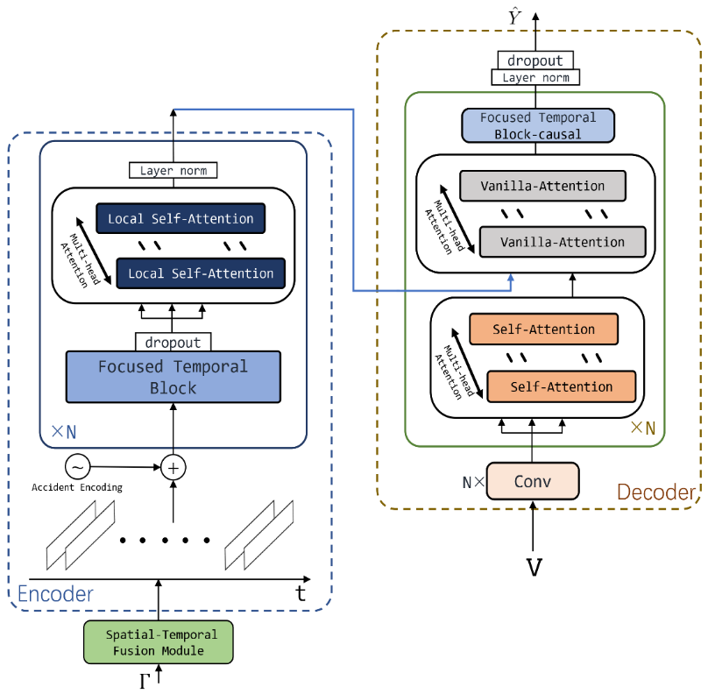 Ŷ
dropout
Layer norm
Focused Temporal
Block-causal
Vanilla-Attention
Vanilla-Attention
Multi-head
Attention
Self-Attention
Self-Attention
Multi-head
Attention
×N
N×
Conv
Decoder
V
Layer norm
Local Self-Attention
Local Self-Attention
Multi-head
Attention
dropout
Focused Temporal
Block
×N
~
+
Accident Encoding
t
Encoder
Spatial-Temporal
Fusion Module
Γ